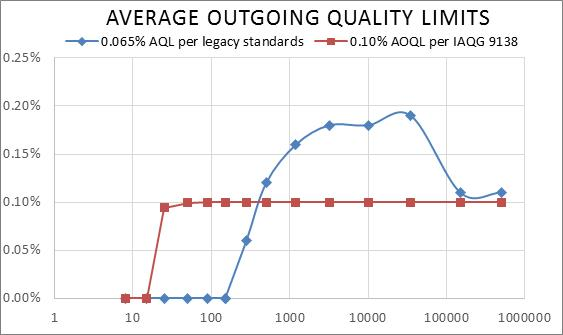 AVERAGE OUTGOING QUALITY LIMITS
0.065% AQL per legacy standards 0.10% AOQL per IAQG 9138
0.25%
0.20%
0.15%
0.10%
0.05%
0.00%
1 10 100 1000 10000 100000 1000000